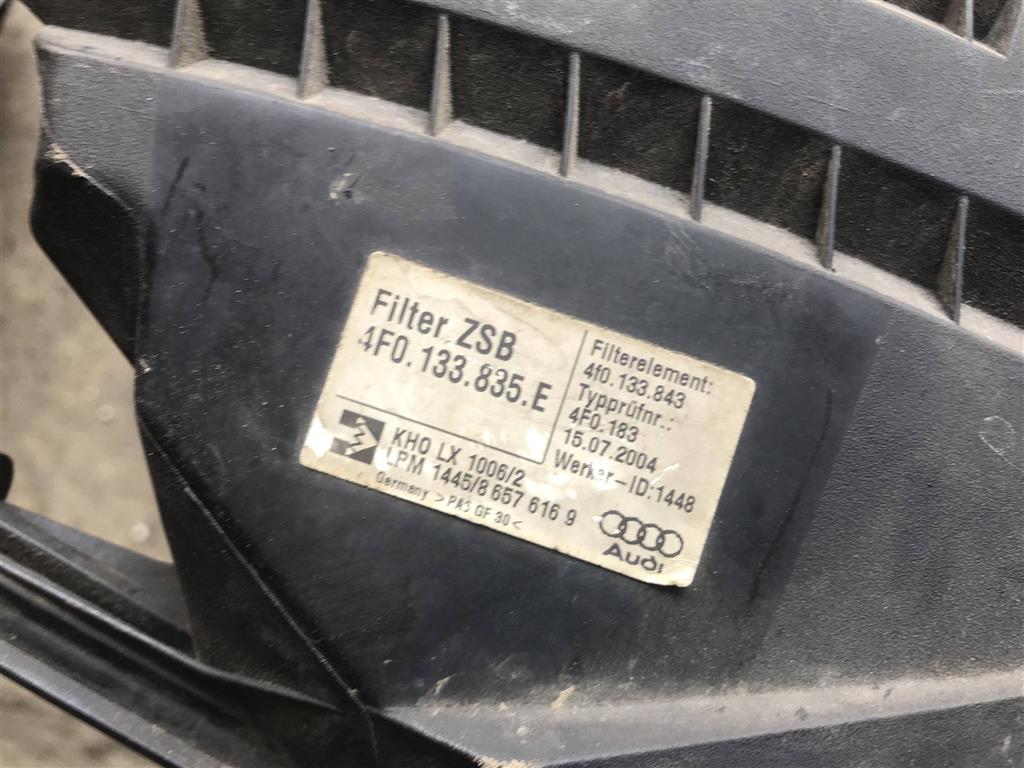 Filter ZSB
4F0.133.835.E
Filterelement:
4f0.133.843
Typprüfnr.:
4F0.183
15.07.2004
Werker-ID:1448
KHO LX 1006/2
LPM 1445/8 657 616 9
Germany >PA3 GF 30<
Audi